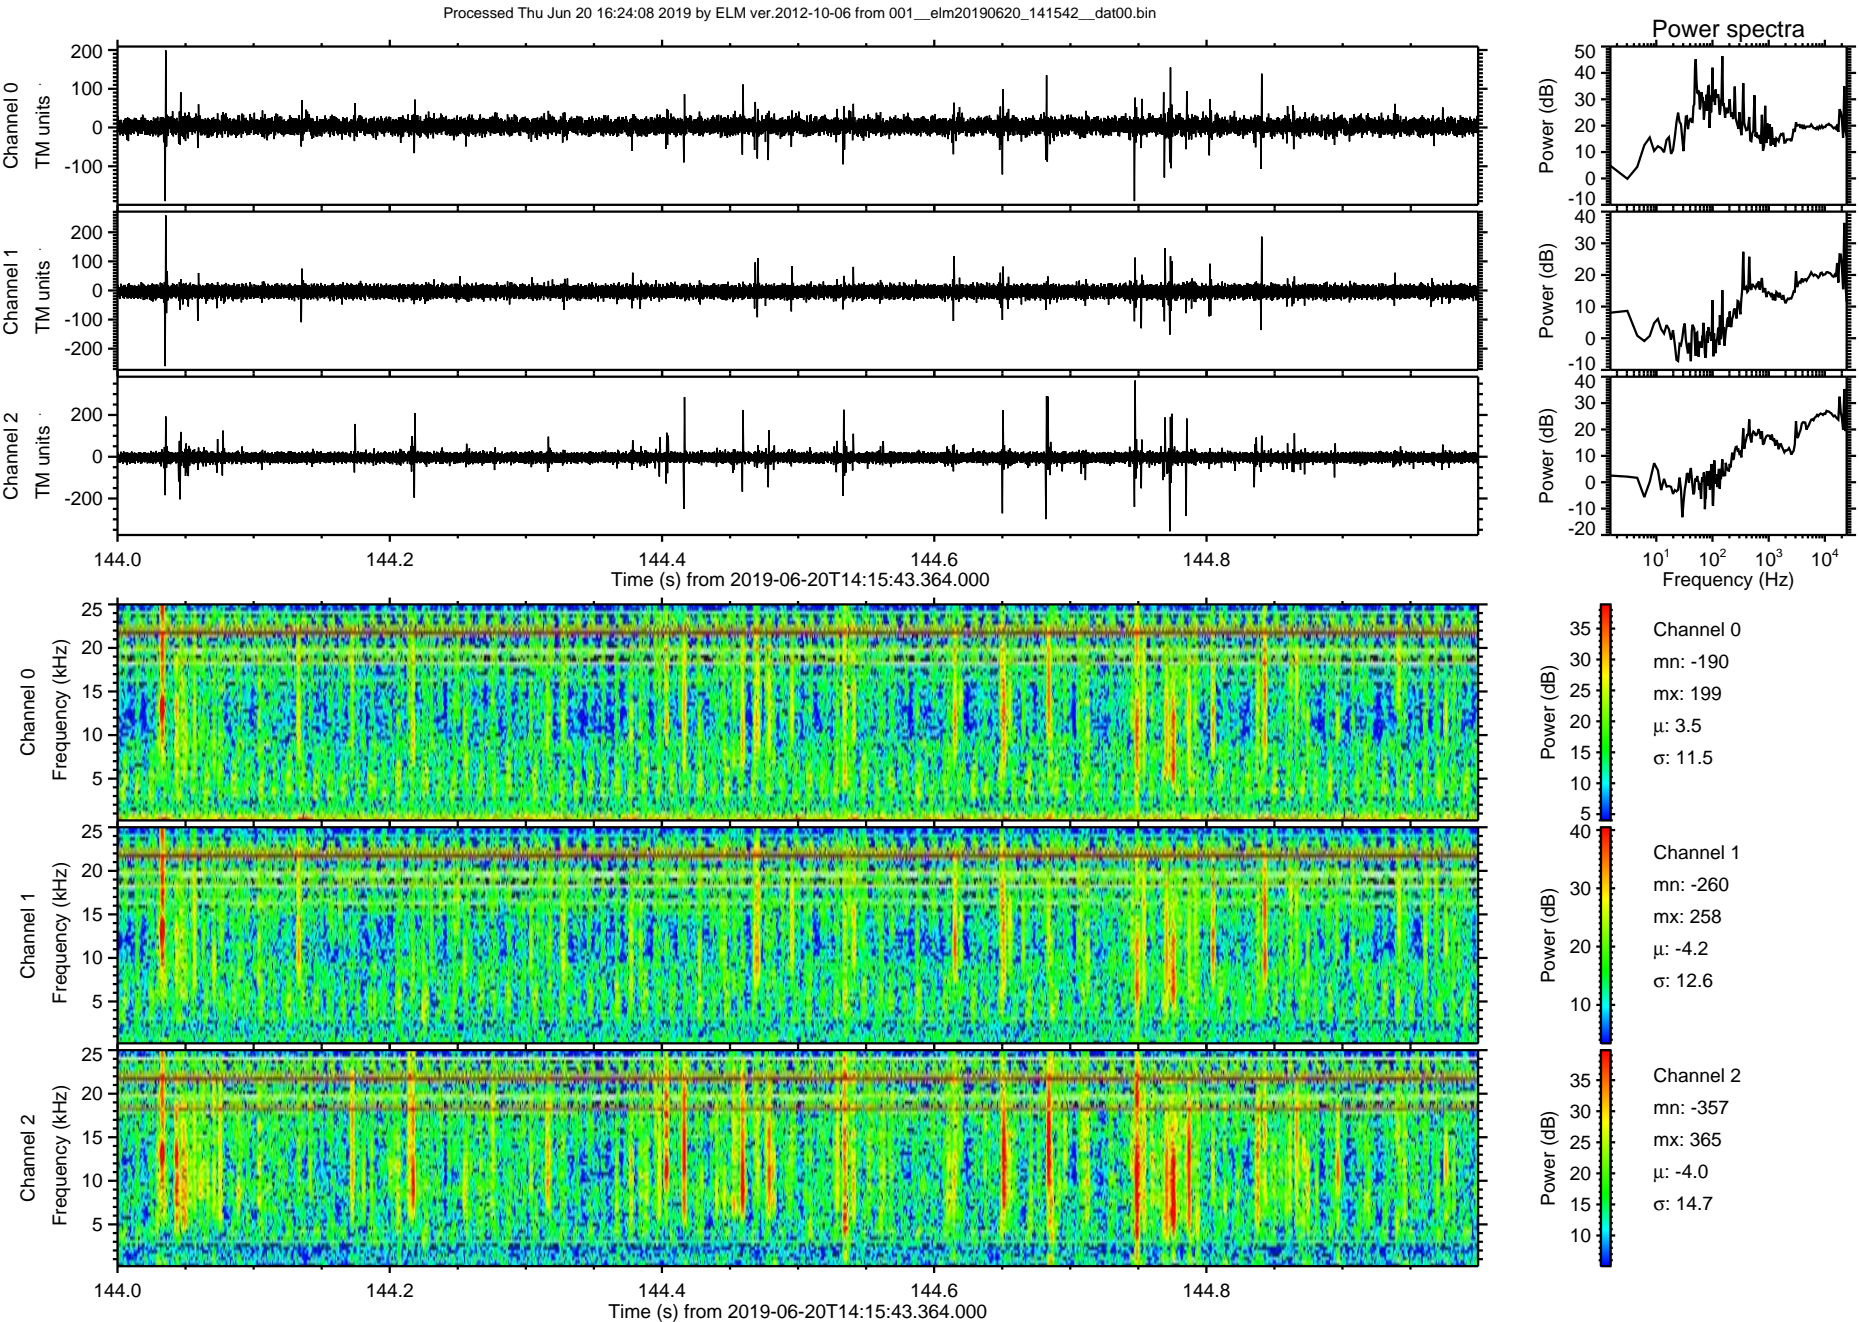 Processed Thu Jun 20 16:24:08 2019 by ELM ver.2012-10-06 from 001__elm20190620_141542__dat00.bin
Power spectra
Channel 0
TM units
200
100
0
-100
Power (dB)
50
40
30
20
10
0
-10
Channel 1
TM units
200
100
0
-100
-200
Power (dB)
40
30
20
10
0
-10
Channel 2
TM units
200
0
-200
Power (dB)
40
30
20
10
0
-10
-20
144.0 144.2 144.4 144.6 144.8
Time (s) from 2019-06-20T14:15:43.364.000
10¹ 10² 10³ 10⁴
Frequency (Hz)
Channel 0
Frequency (kHz)
25
20
15
10
5
Power (dB)
35
30
25
20
15
10
5
Channel 0
mn: -190
mx: 199
μ: 3.5
σ: 11.5
Channel 1
Frequency (kHz)
25
20
15
10
5
Power (dB)
40
30
20
10
Channel 1
mn: -260
mx: 258
μ: -4.2
σ: 12.6
Channel 2
Frequency (kHz)
25
20
15
10
5
Power (dB)
35
30
25
20
15
10
Channel 2
mn: -357
mx: 365
μ: -4.0
σ: 14.7
144.0 144.2 144.4 144.6 144.8
Time (s) from 2019-06-20T14:15:43.364.000